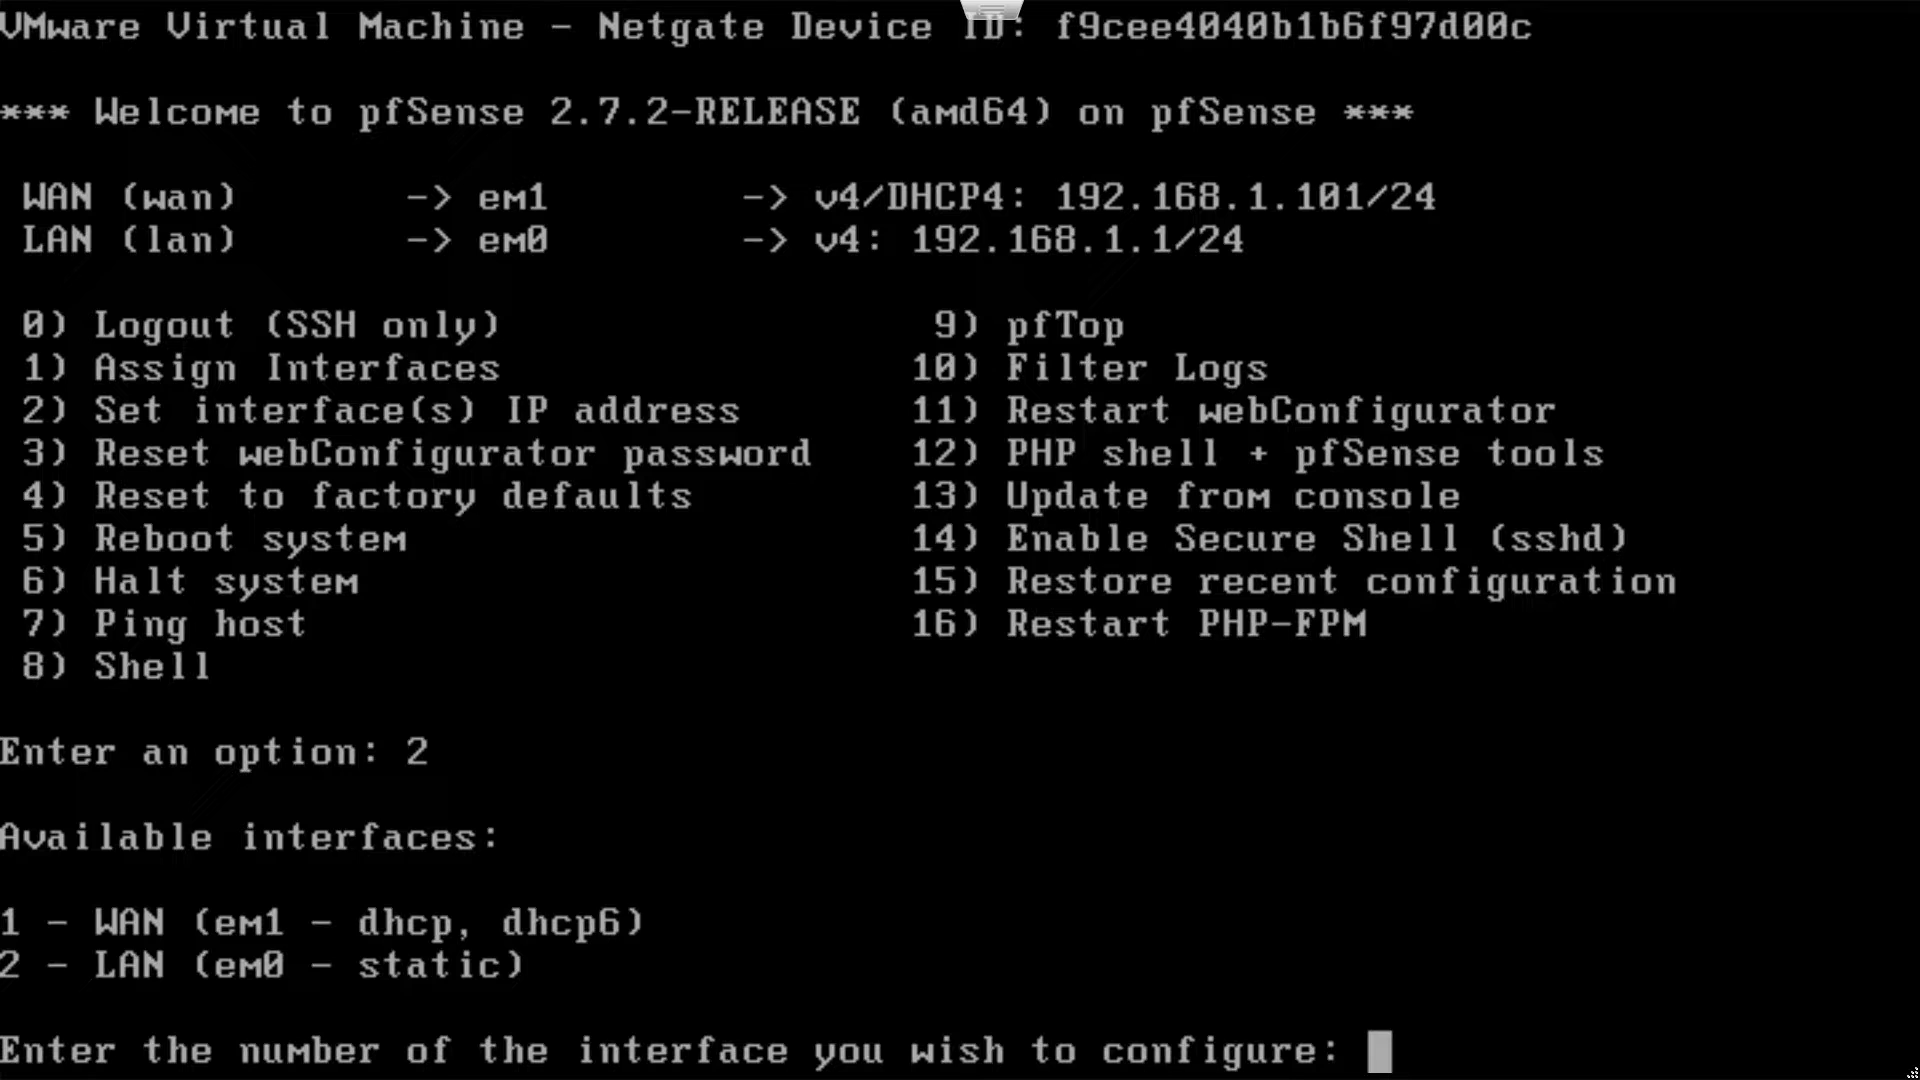 VMware Virtual Machine - Netgate Device ID: f9cee4040b1b6f97d00c
*** Welcome to pfSense 2.7.2-RELEASE (amd64) on pfSense ***
WAN (wan) -> em1 -> v4/DHCP4: 192.168.1.101/24
LAN (lan) -> em0 -> v4: 192.168.1.1/24
0) Logout (SSH only) 9) pfTop
1) Assign Interfaces 10) Filter Logs
2) Set interface(s) IP address 11) Restart webConfigurator
3) Reset webConfigurator password 12) PHP shell + pfSense tools
4) Reset to factory defaults 13) Update from console
5) Reboot system 14) Enable Secure Shell (sshd)
6) Halt system 15) Restore recent configuration
7) Ping host 16) Restart PHP-FPM
8) Shell
Enter an option: 2
Available interfaces:
1 - WAN (em1 - dhcp, dhcp6)
2 - LAN (em0 - static)
Enter the number of the interface you wish to configure: